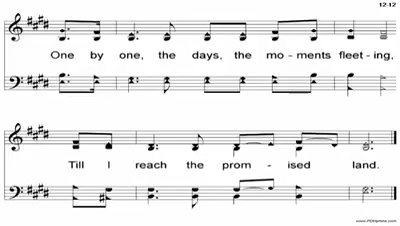 12-12
One by one, the days, the mo - ments fleet - ing,
Till I reach the prom - ised land.
www.PDHymns.com